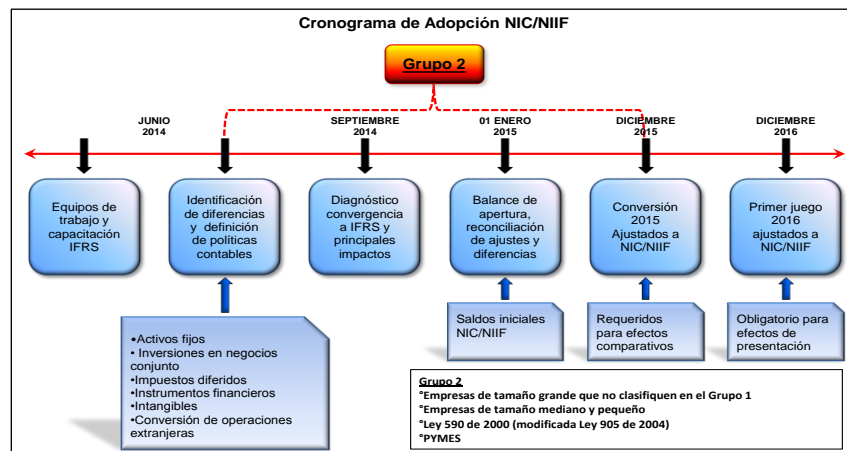 Cronograma de Adopción NIC/NIIF
Grupo 2
JUNIO
2014
SEPTIEMBRE
2014
01 ENERO
2015
DICIEMBRE
2015
DICIEMBRE
2016
Equipos de
trabajo y
capacitación
IFRS
Identificación
de diferencias
y definición
de políticas
contables
Diagnóstico
convergencia
a IFRS y
principales
impactos
Balance de
apertura,
reconciliación
de ajustes y
diferencias
Conversión
2015
Ajustados a
NIC/NIIF
Primer juego
2016
ajustados a
NIC/NIIF
•Activos fijos
• Inversiones en negocios
conjunto
•Impuestos diferidos
•Instrumentos financieros
•Intangibles
•Conversión de operaciones
extranjeras
Saldos iniciales
NIC/NIIF
Requeridos
para efectos
comparativos
Obligatorio para
efectos de
presentación
Grupo 2
°Empresas de tamaño grande que no clasifiquen en el Grupo 1
°Empresas de tamaño mediano y pequeño
°Ley 590 de 2000 (modificada Ley 905 de 2004)
°PYMES